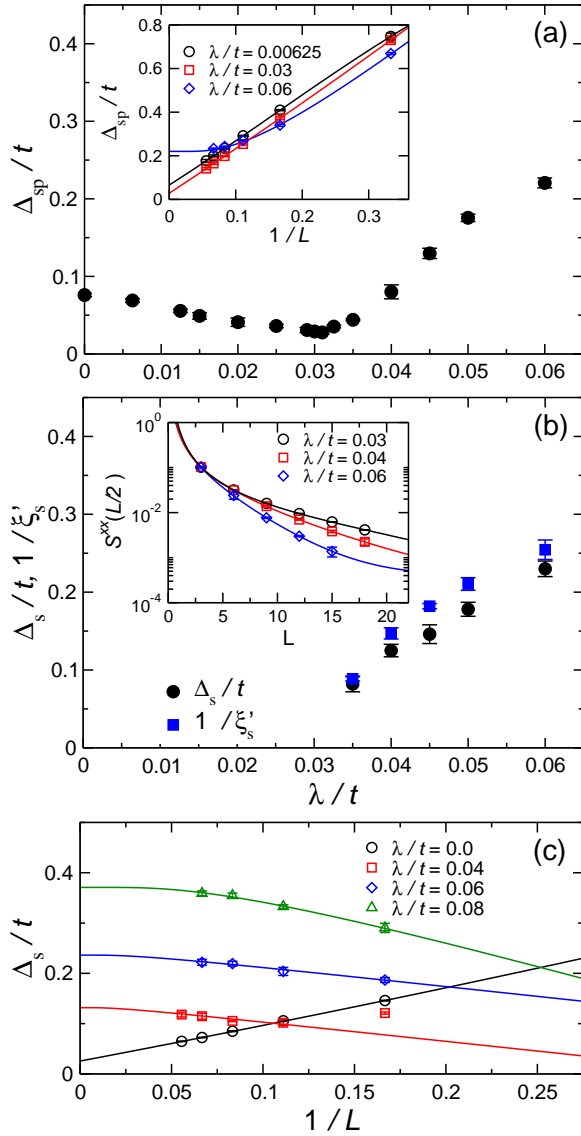 (a)
Δsp / t
0.4
0.3
0.2
0.1
0
0 0.01 0.02 0.03 0.04 0.05 0.06
Δsp / t
0.8
0.6
0.4
0.2
0.0
0 0.1 0.2 0.3
1 / L
λ / t = 0.00625
λ / t = 0.03
λ / t = 0.06
(b)
Δs / t, 1 / ξs'
0.4
0.3
0.2
0.1
0
0 0.01 0.02 0.03 0.04 0.05 0.06
λ / t
Sxx(L/2)
10^0
10^-2
10^-4
0 5 10 15 20
L
λ / t = 0.03
λ / t = 0.04
λ / t = 0.06
Δs / t
1 / ξs'
(c)
Δs / t
0.4
0.2
0
0 0.05 0.1 0.15 0.2 0.25
1 / L
λ / t = 0.0
λ / t = 0.04
λ / t = 0.06
λ / t = 0.08